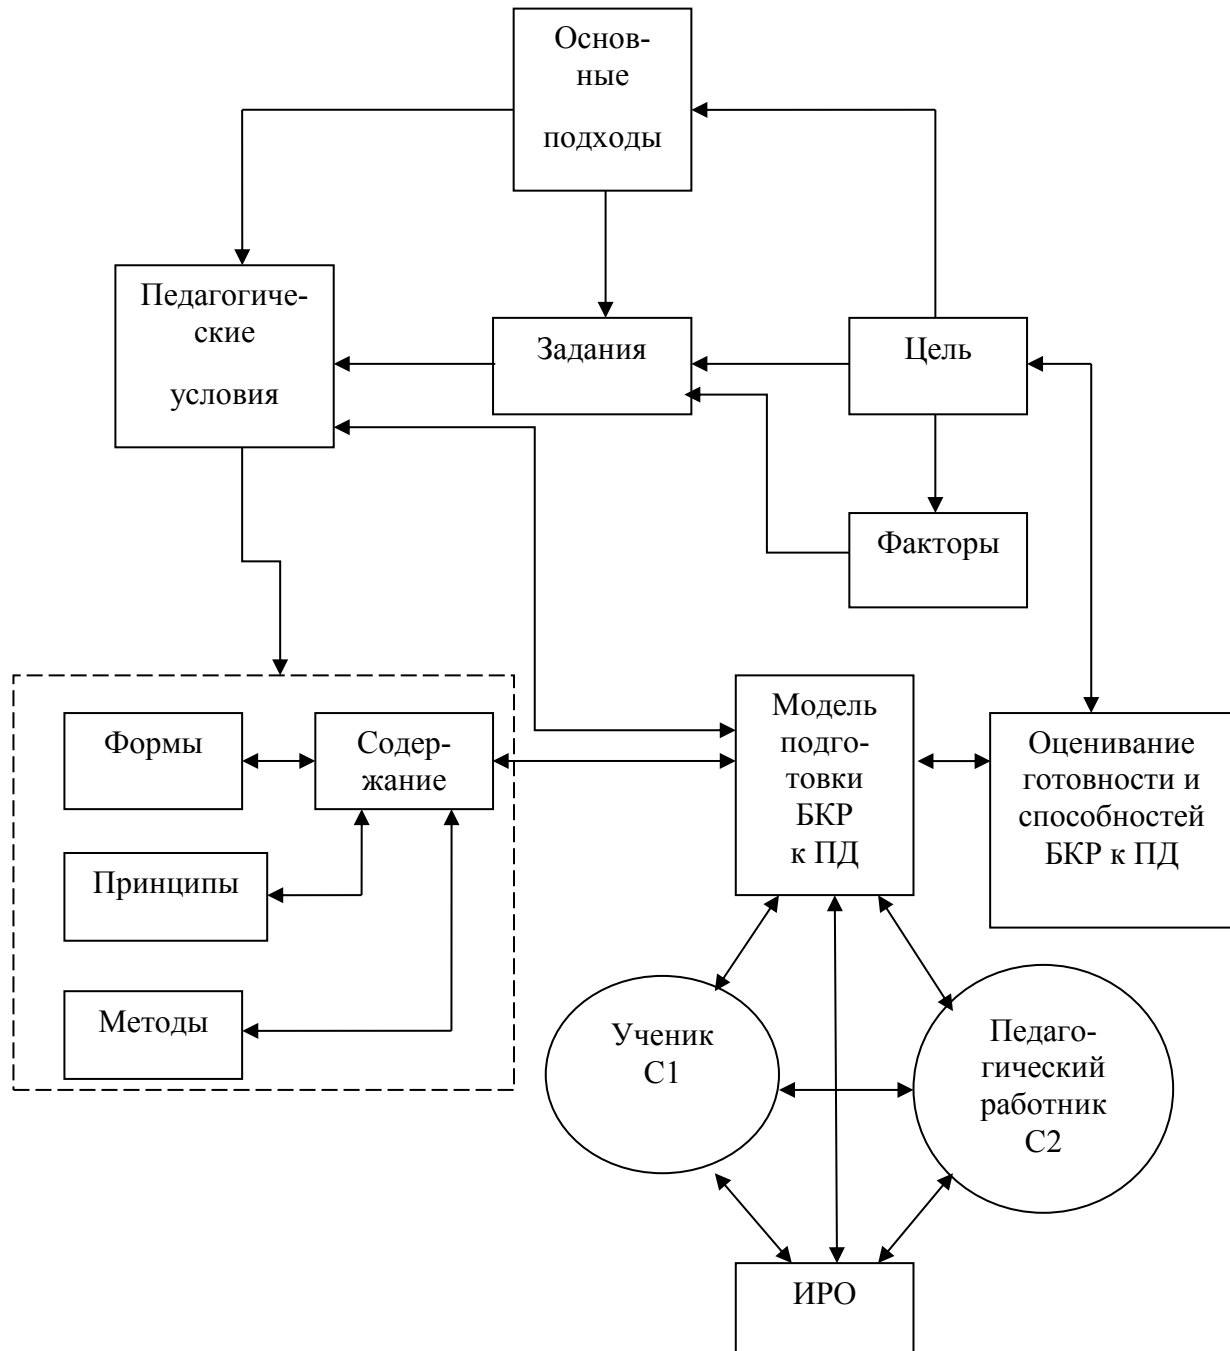 Основ-
ные
подходы
Педагогиче-
ские
условия
Задания
Цель
Факторы
Формы
Содер-
жание
Принципы
Методы
Модель
подго-
товки
БКР
к ПД
Оценивание
готовности и
способностей
БКР к ПД
Ученик
С1
Педаго-
гический
работник
С2
ИРО